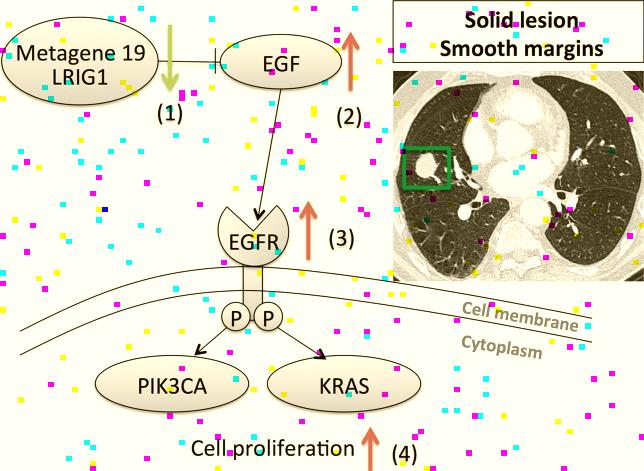 Metagene 19
LRIG1
(1)
EGF
(2)
Solid lesion
Smooth margins
EGFR
(3)
P P
Cell membrane
Cytoplasm
PIK3CA
KRAS
Cell proliferation
(4)